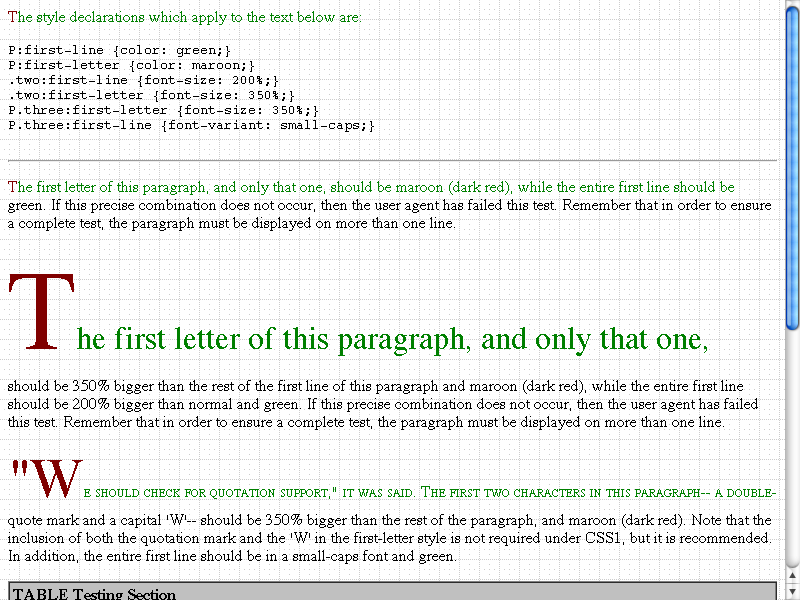 The style declarations which apply to the text below are:
P:first-line {color: green;}
P:first-letter {color: maroon;}
.two:first-line {font-size: 200%;}
.two:first-letter {font-size: 350%;}
P.three:first-letter {font-size: 350%;}
P.three:first-line {font-variant: small-caps;}
The first letter of this paragraph, and only that one, should be maroon (dark red), while the entire first line should be
green. If this precise combination does not occur, then the user agent has failed this test. Remember that in order to ensure
a complete test, the paragraph must be displayed on more than one line.
The first letter of this paragraph, and only that one,
should be 350% bigger than the rest of the first line of this paragraph and maroon (dark red), while the entire first line
should be 200% bigger than normal and green. If this precise combination does not occur, then the user agent has failed
this test. Remember that in order to ensure a complete test, the paragraph must be displayed on more than one line.
"We should check for quotation support," it was said. The first two characters in this paragraph-- a double-
quote mark and a capital 'W'-- should be 350% bigger than the rest of the paragraph, and maroon (dark red). Note that the
inclusion of both the quotation mark and the 'W' in the first-letter style is not required under CSS1, but it is recommended.
In addition, the entire first line should be in a small-caps font and green.
TABLE Testing Section